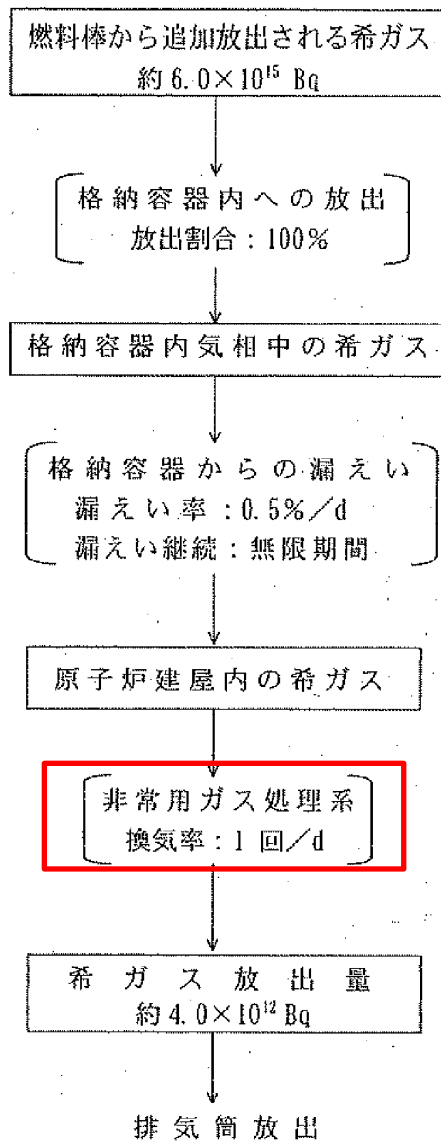 燃料棒から追加放出される希ガス
約6.0×10¹⁵ Bq
格納容器内への放出
放出割合：100%
格納容器内気相中の希ガス
格納容器からの漏えい
漏えい率：0.5%／d
漏えい継続：無限期間
原子炉建屋内の希ガス
非常用ガス処理系
換気率：1 回／d
希ガス放出量
約4.0×10¹² Bq
排気筒放出